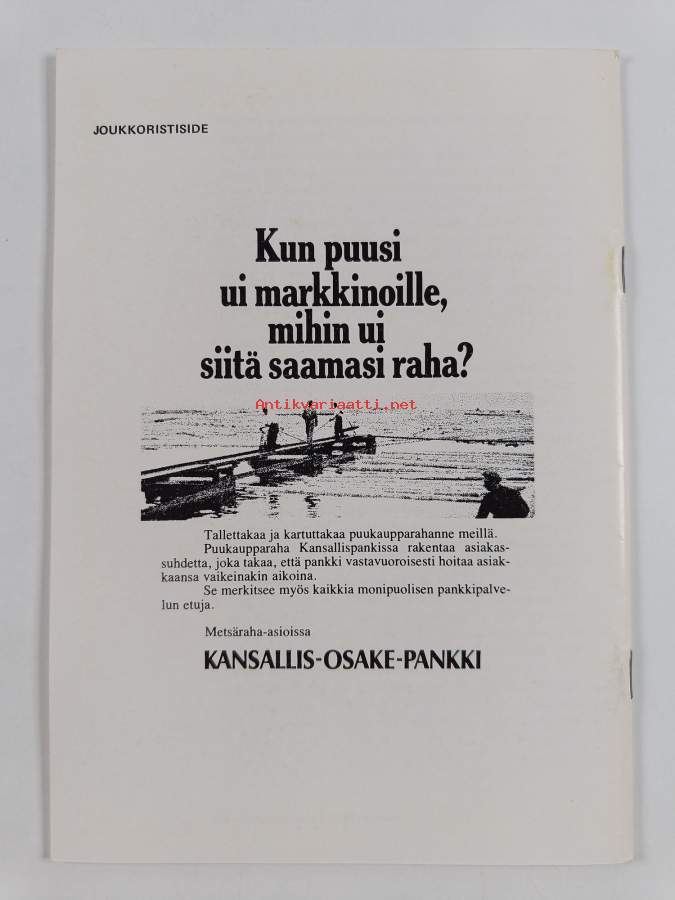 JOUKKORISTISIDE
Kun puusi
ui markkinoille,
mihin ui
siitä saamasi raha?
Antikvariaatti.net
Tallettakaa ja kartuttakaa puukaupparahanne meillä.
Puukaupparaha Kansallispankissa rakentaa asiakas-
suhdetta, joka takaa, että pankki vastavuoroisesti hoitaa asiak-
kaansa vaikeinakin aikoina.
Se merkitsee myös kaikkia monipuolisen pankkipalve-
lun etuja.
Metsäraha-asioissa
KANSALLIS-OSAKE-PANKKI